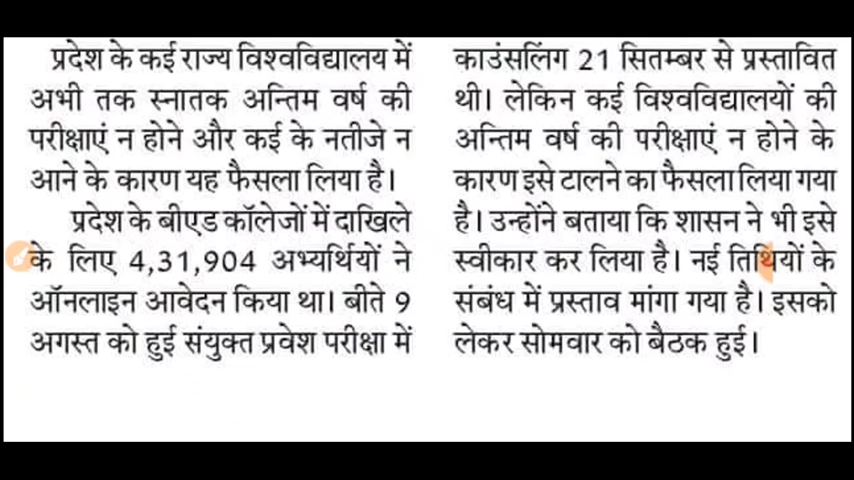 प्रदेश के कई राज्य विश्वविद्यालय में
अभी तक स्नातक अन्तिम वर्ष की
परीक्षाएं न होने और कई के नतीजे न
आने के कारण यह फैसला लिया है।
प्रदेश के बीएड कॉलेजों में दाखिले
के लिए 4,31,904 अभ्यर्थियों ने
ऑनलाइन आवेदन किया था। बीते 9
अगस्त को हुई संयुक्त प्रवेश परीक्षा में
काउंसलिंग 21 सितम्बर से प्रस्तावित
थी। लेकिन कई विश्वविद्यालयों की
अन्तिम वर्ष की परीक्षाएं न होने के
कारण इसे टालने का फैसला लिया गया
है। उन्होंने बताया कि शासन ने भी इसे
स्वीकार कर लिया है। नई तिथियों के
संबंध में प्रस्ताव मांगा गया है। इसको
लेकर सोमवार को बैठक हुई।